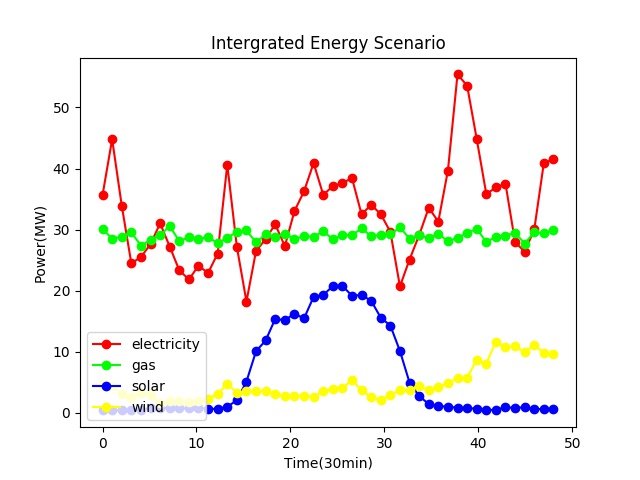 Intergrated Energy Scenario
Power(MW)
50
40
30
20
10
0
electricity
gas
solar
wind
0 10 20 30 40 50
Time(30min)